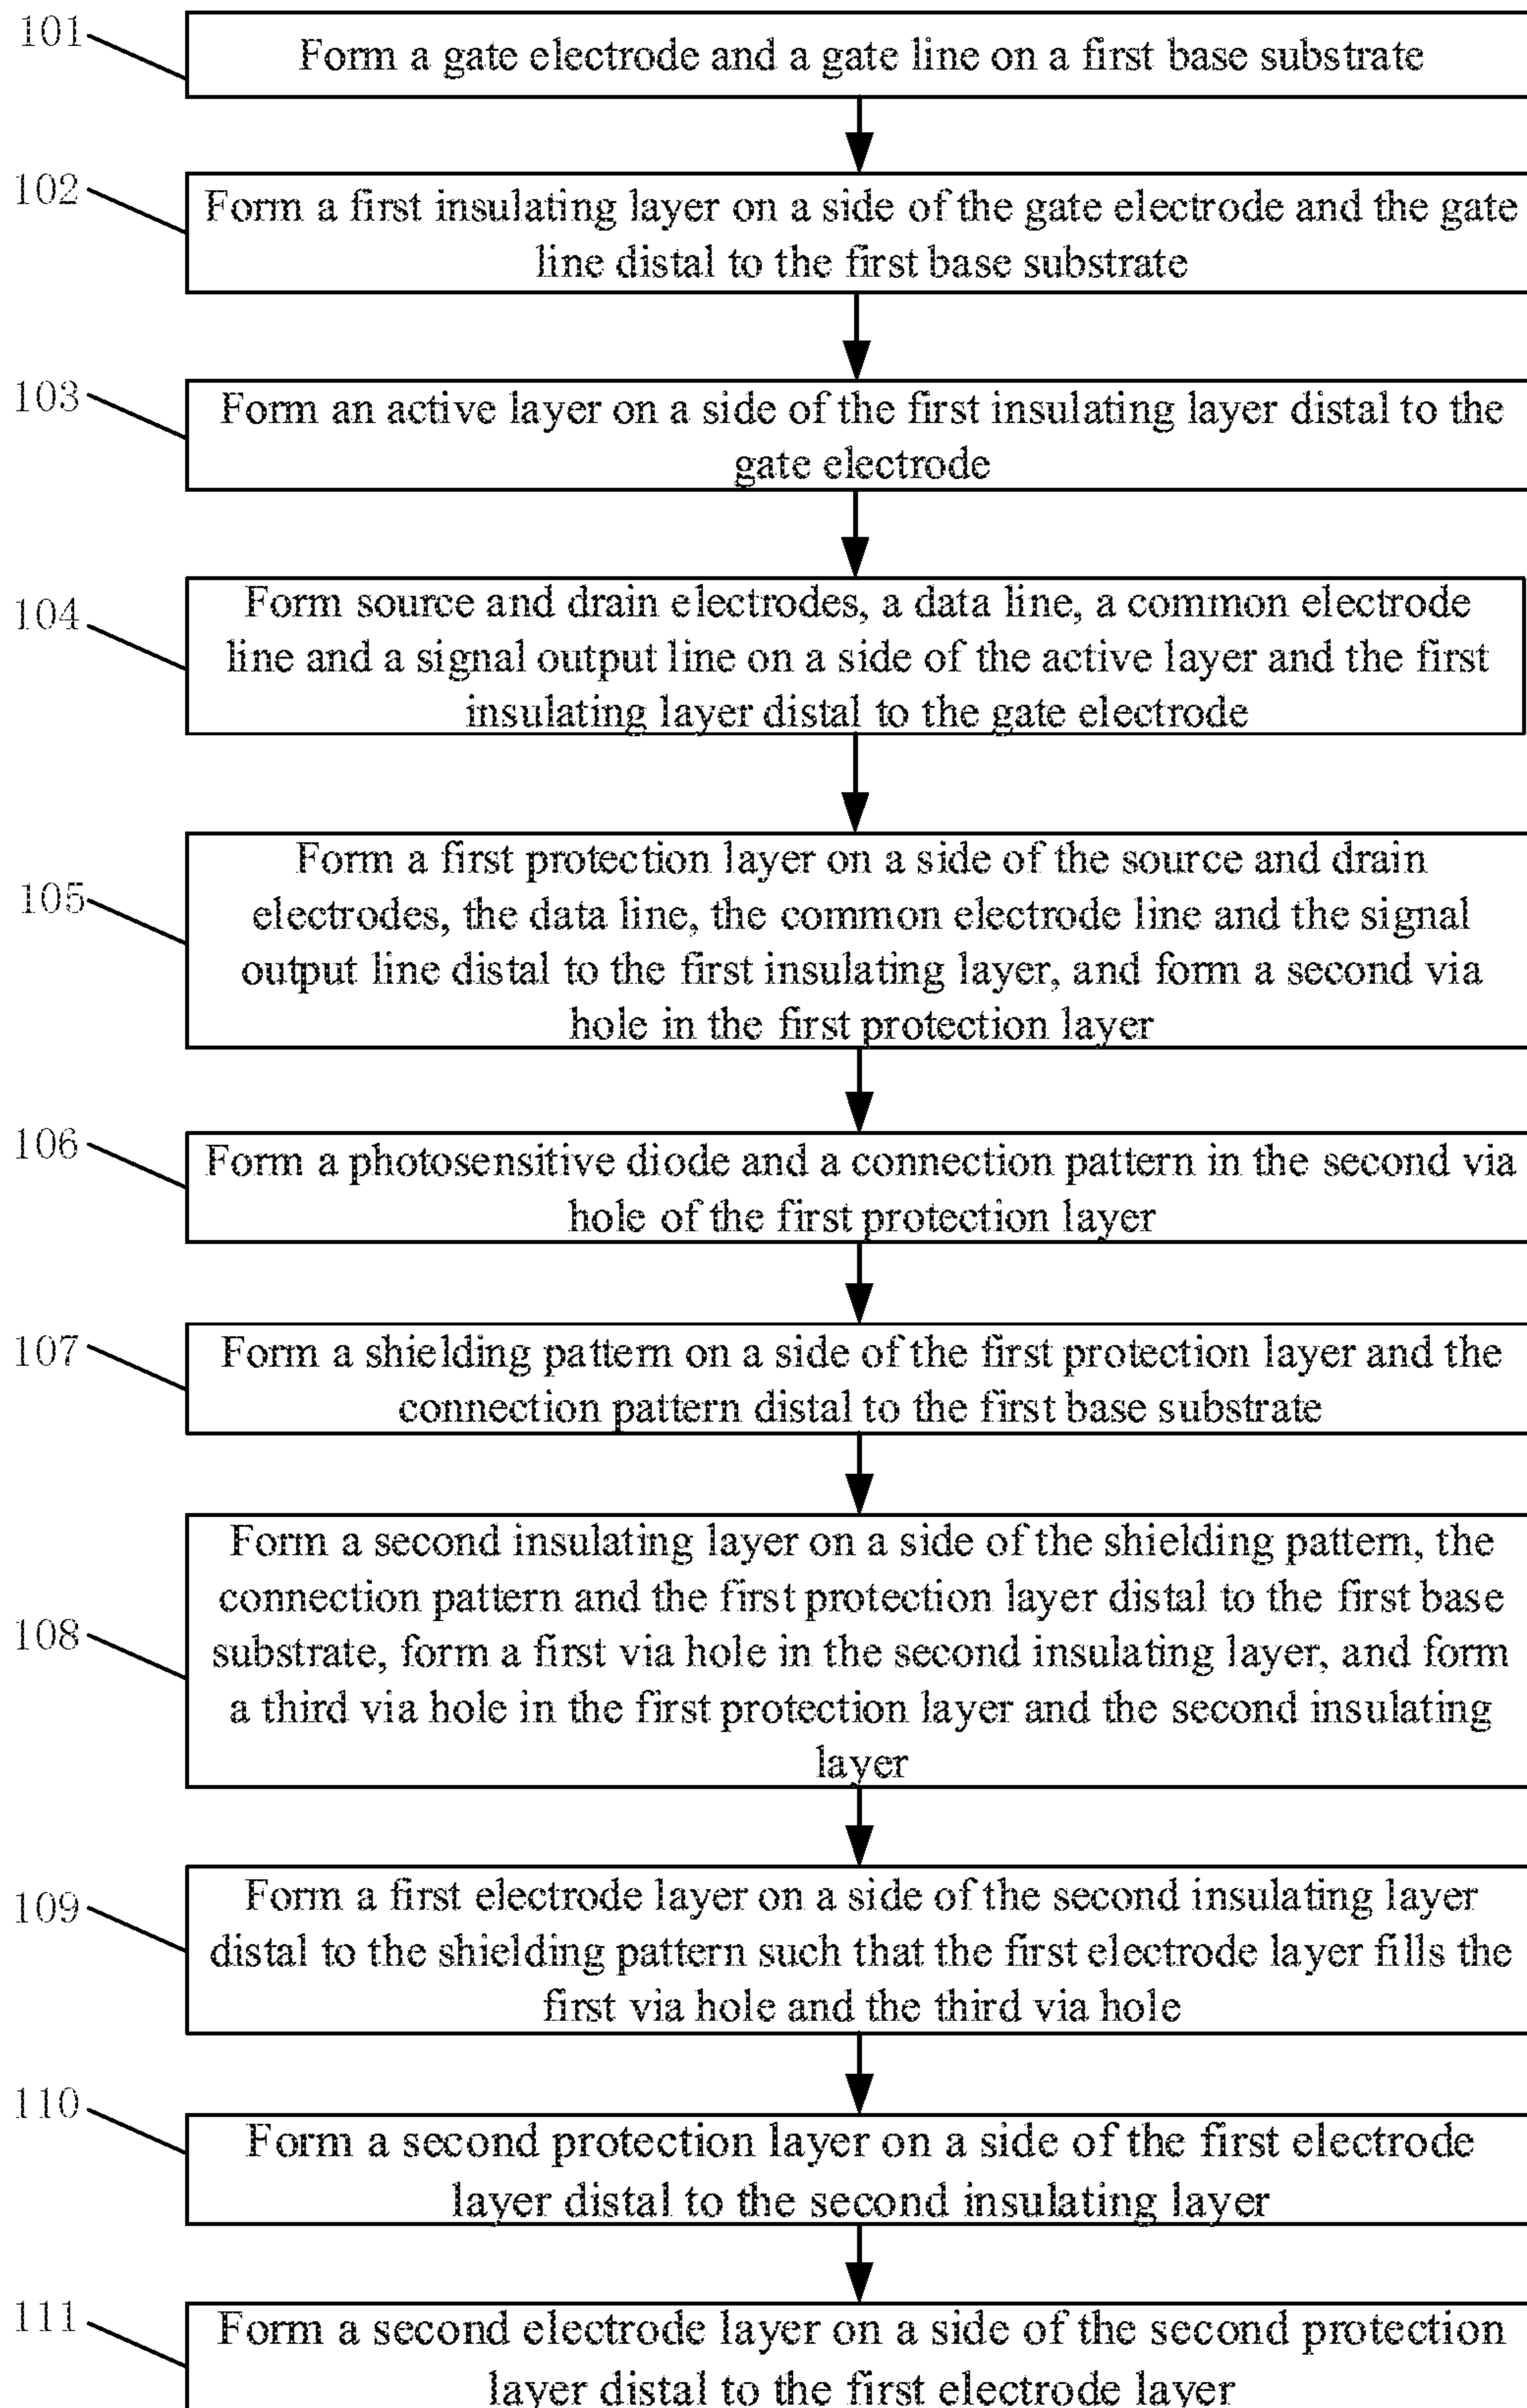 101
Form a gate electrode and a gate line on a first base substrate
102
Form a first insulating layer on a side of the gate electrode and the gate
line distal to the first base substrate
103
Form an active layer on a side of the first insulating layer distal to the
gate electrode
104
Form source and drain electrodes, a data line, a common electrode
line and a signal output line on a side of the active layer and the first
insulating layer distal to the gate electrode
105
Form a first protection layer on a side of the source and drain
electrodes, the data line, the common electrode line and the signal
output line distal to the first insulating layer, and form a second via
hole in the first protection layer
106
Form a photosensitive diode and a connection pattern in the second via
hole of the first protection layer
107
Form a shielding pattern on a side of the first protection layer and the
connection pattern distal to the first base substrate
108
Form a second insulating layer on a side of the shielding pattern, the
connection pattern and the first protection layer distal to the first base
substrate, form a first via hole in the second insulating layer, and form
a third via hole in the first protection layer and the second insulating
layer
109
Form a first electrode layer on a side of the second insulating layer
distal to the shielding pattern such that the first electrode layer fills the
first via hole and the third via hole
110
Form a second protection layer on a side of the first electrode
layer distal to the second insulating layer
111
Form a second electrode layer on a side of the second protection
layer distal to the first electrode layer